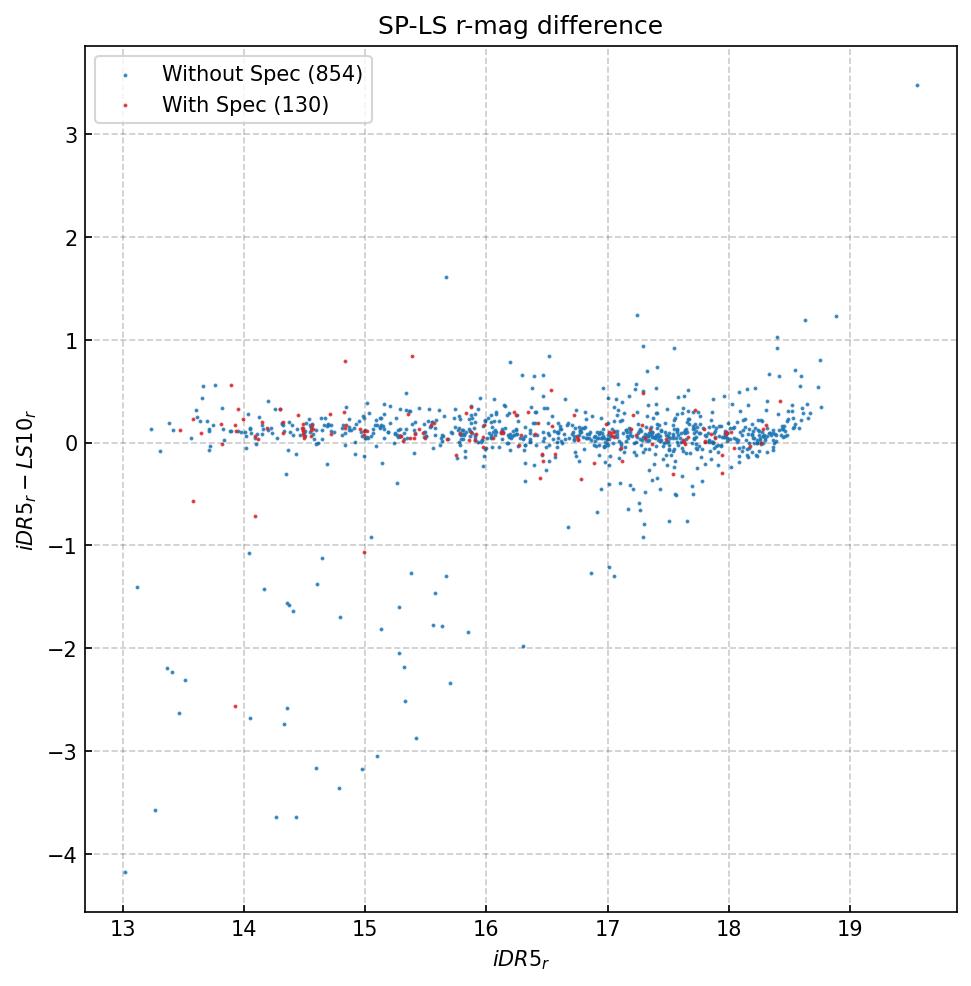 SP-LS r-mag difference
Without Spec (854)
With Spec (130)
3
2
1
0
−1
−2
−3
−4
iDR5r − LS10r
13 14 15 16 17 18 19
iDR5r